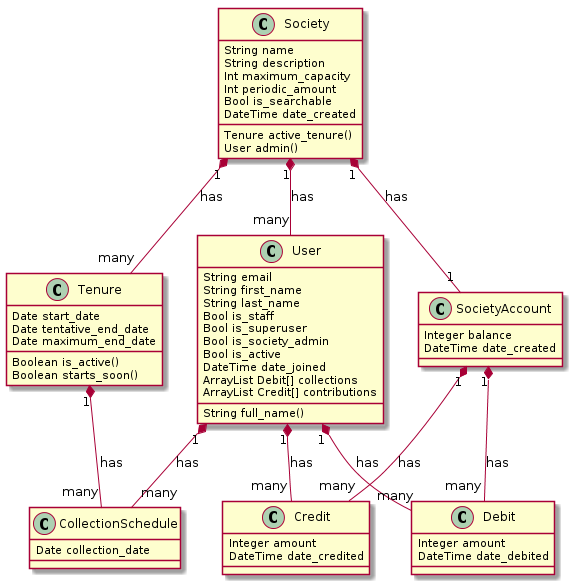 C Society
String name
String description
Int maximum_capacity
Int periodic_amount
Bool is_searchable
DateTime date_created
Tenure active_tenure()
User admin()
1
1
1
has
has
has
many
many
1
C Tenure
Date start_date
Date tentative_end_date
Date maximum_end_date
Boolean is_active()
Boolean starts_soon()
C User
String email
String first_name
String last_name
Bool is_staff
Bool is_superuser
Bool is_society_admin
Bool is_active
DateTime date_joined
ArrayList Debit[] collections
ArrayList Credit[] contributions
String full_name()
C SocietyAccount
Integer balance
DateTime date_created
1
1
1
1
1
1
has
has
has
has
has
has
many
many
many
many
many
many
C CollectionSchedule
Date collection_date
C Credit
Integer amount
DateTime date_credited
C Debit
Integer amount
DateTime date_debited